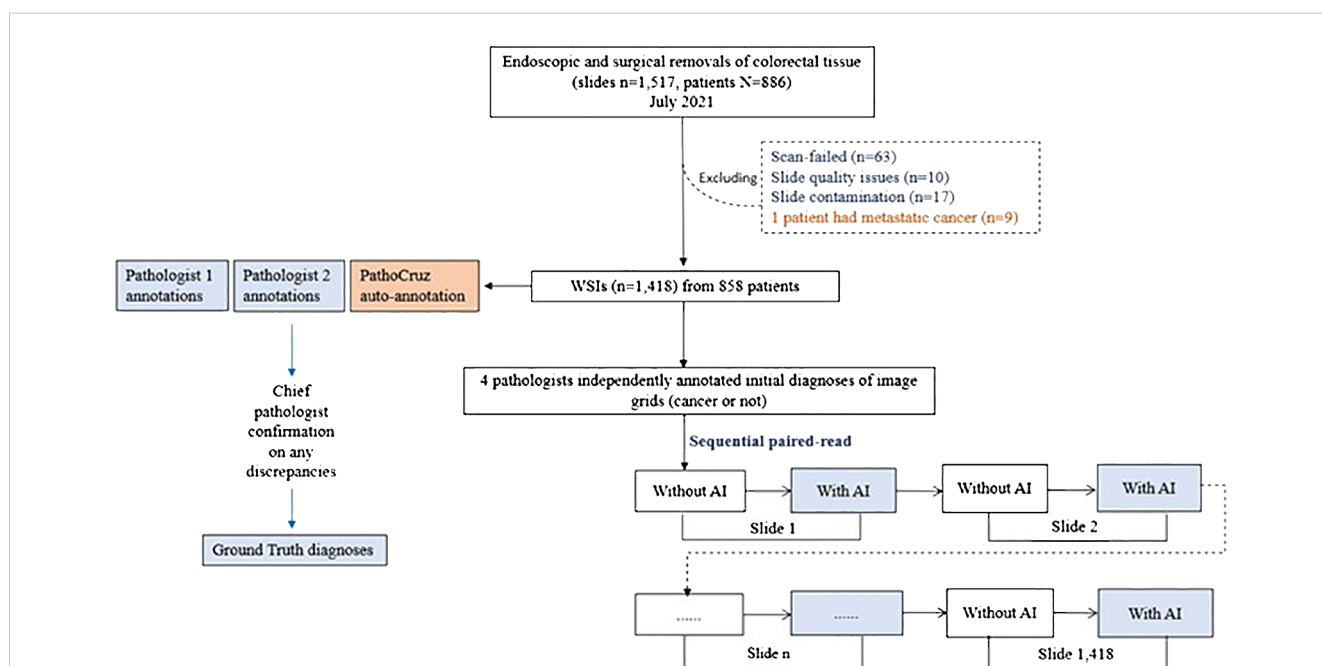 Endoscopic and surgical removals of colorectal tissue
(slides n=1,517, patients N=886)
July 2021
Excluding
Scan-failed (n=63)
Slide quality issues (n=10)
Slide contamination (n=17)
1 patient had metastatic cancer (n=9)
Pathologist 1
annotations
Pathologist 2
annotations
PathoCruz
auto-annotation
WSIs (n=1,418) from 858 patients
Chief
pathologist
confirmation
on any
discrepancies
Ground Truth diagnoses
4 pathologists independently annotated initial diagnoses of image
grids (cancer or not)
Sequential paired-read
Without AI
With AI
Slide 1
Without AI
With AI
Slide 2
......
......
Slide n
Without AI
With AI
Slide 1,418